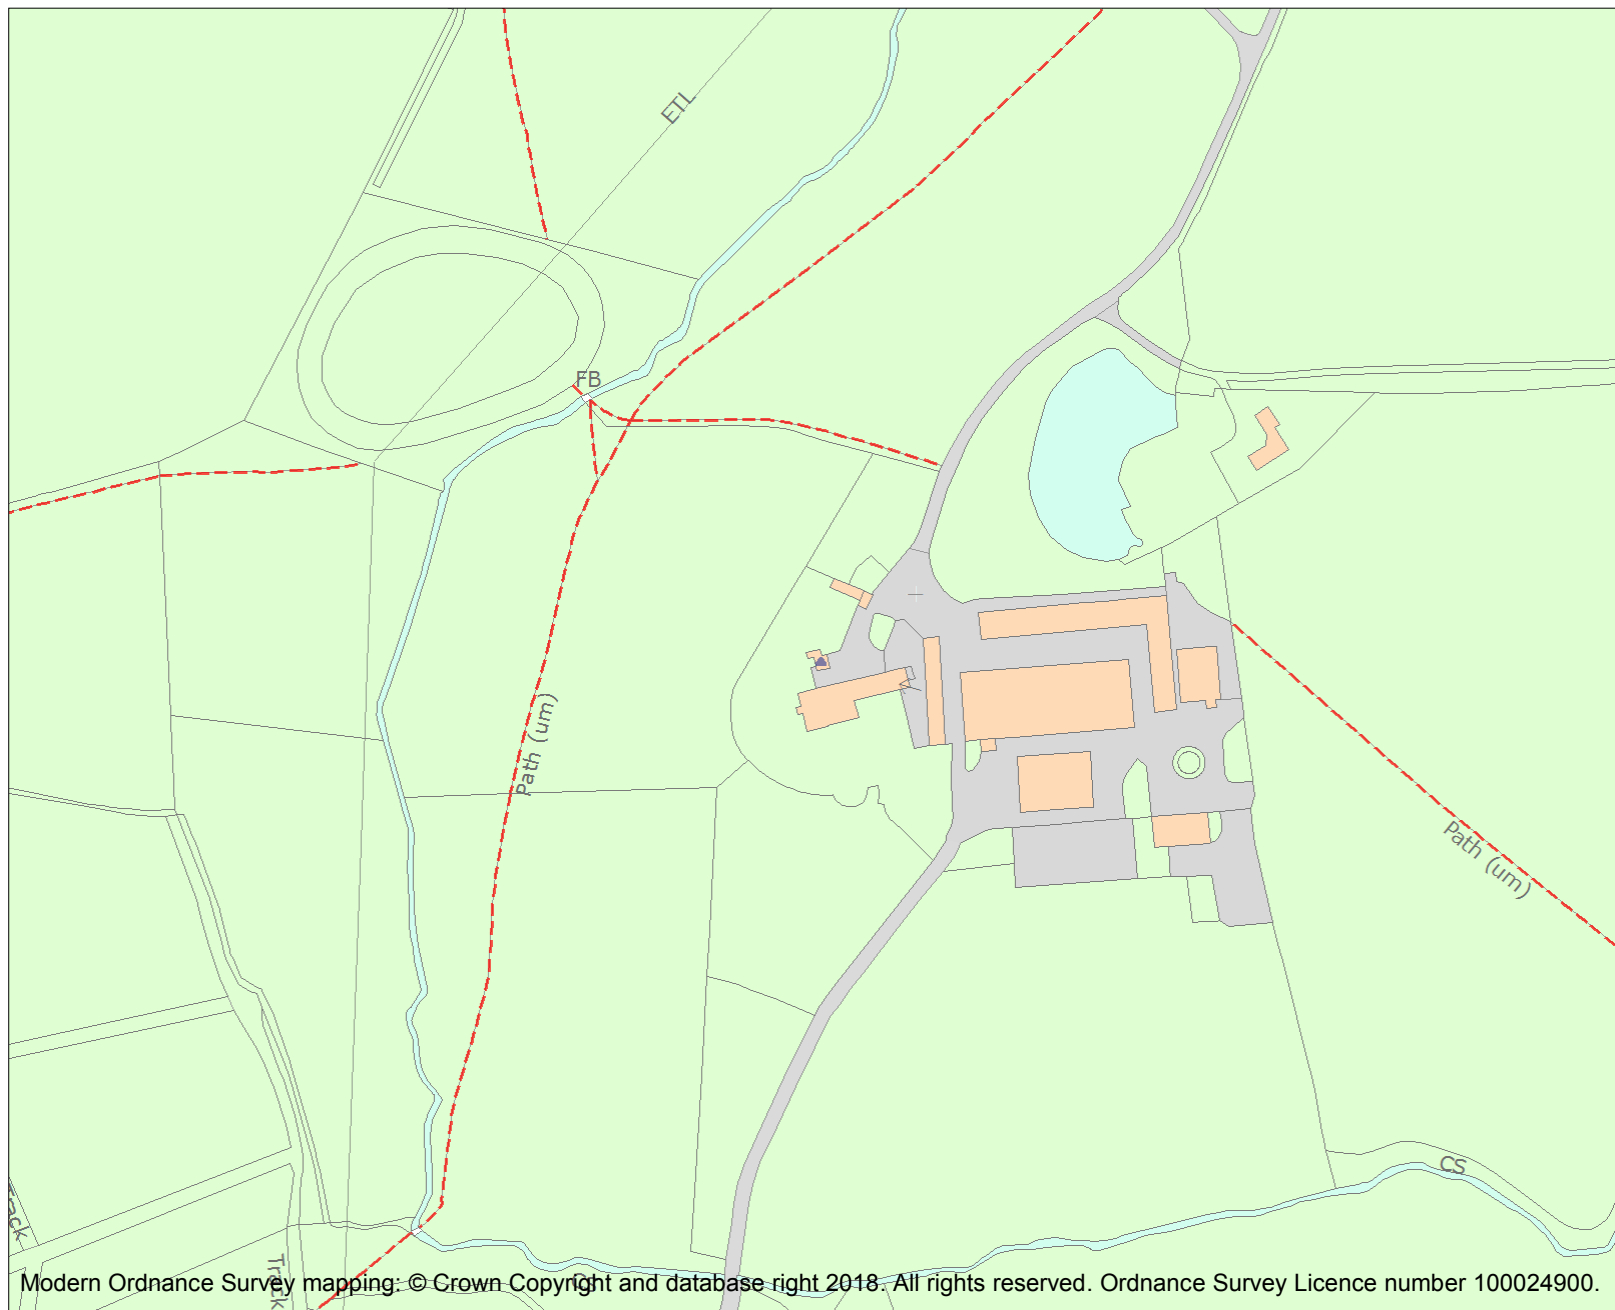 ETL
FB
Path (um)
Path (um)
CS
Track
Track
CS
Modern Ordnance Survey mapping: © Crown Copyright and database right 2018. All rights reserved. Ordnance Survey Licence number 100024900.